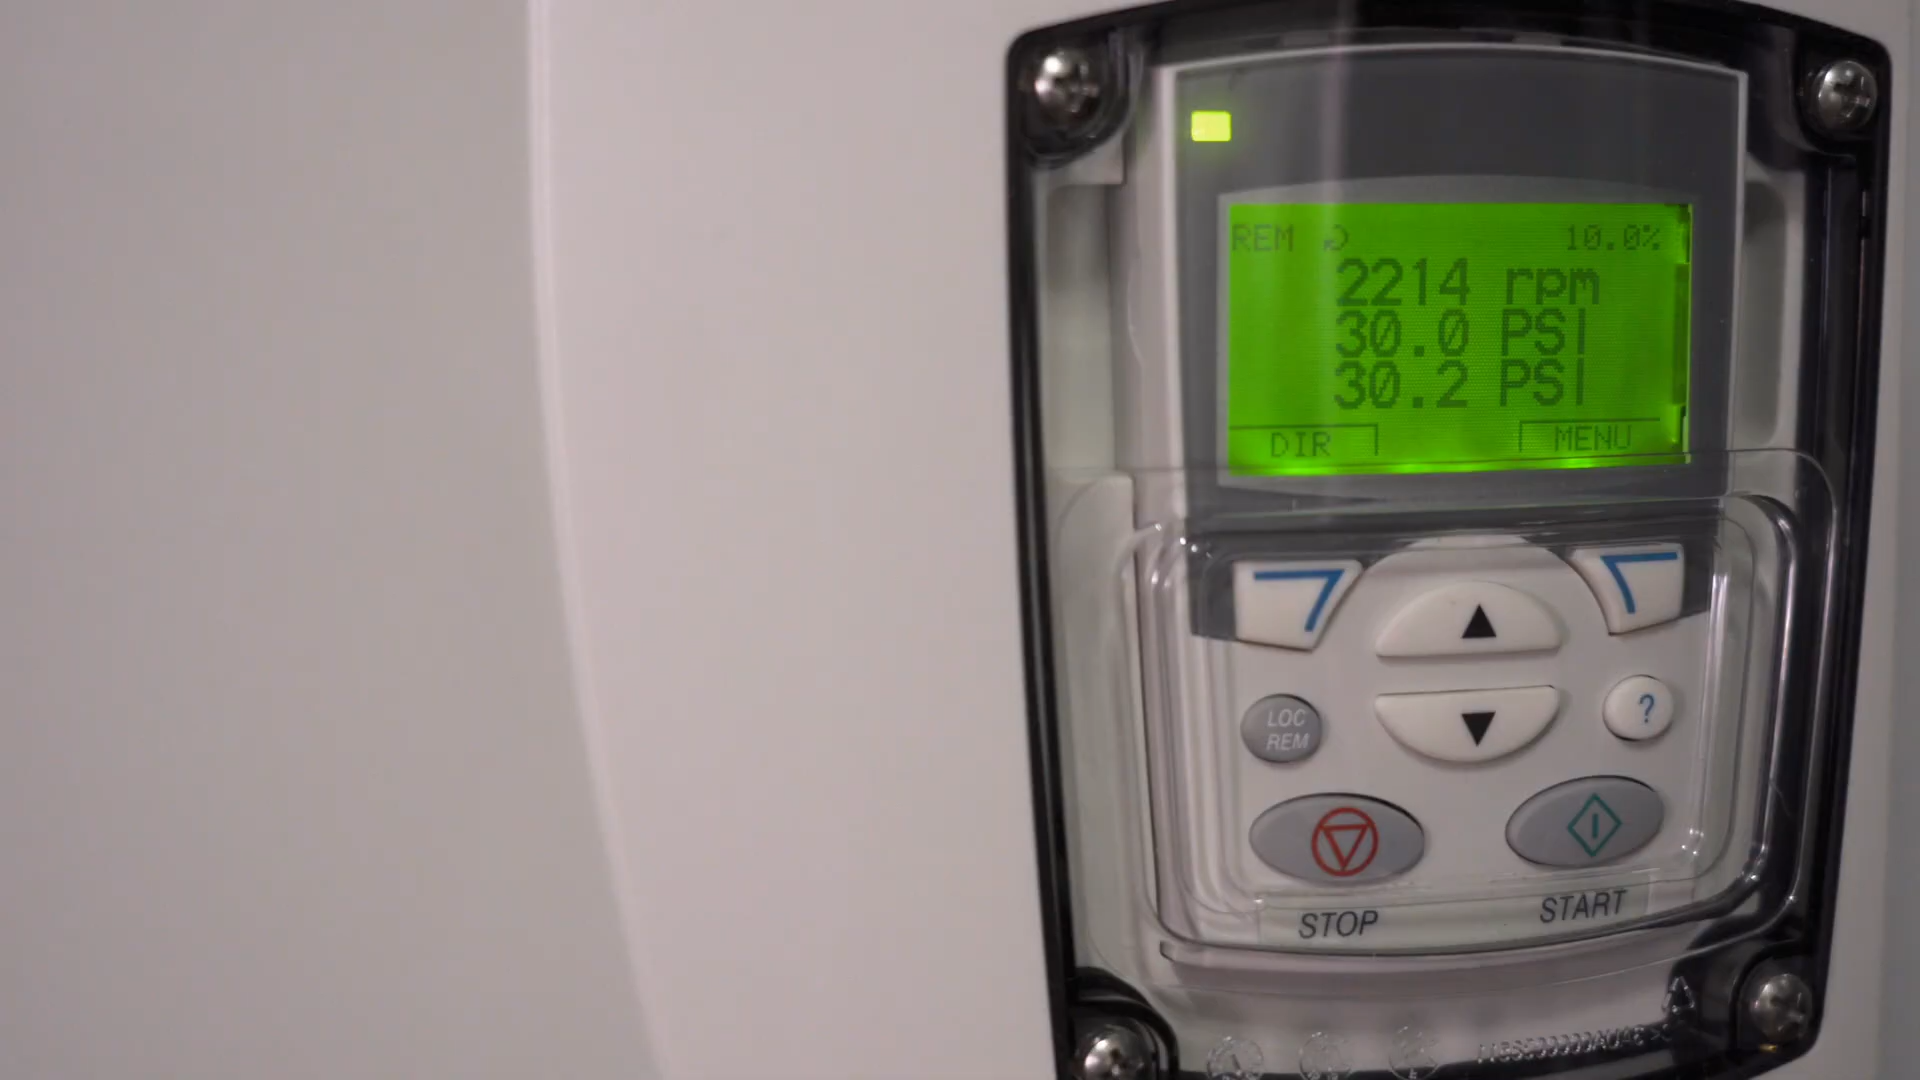 REM 10.0%
2214 rpm
30.0 PSI
30.2 PSI
DIR MENU
?
LOC
REM
STOP START